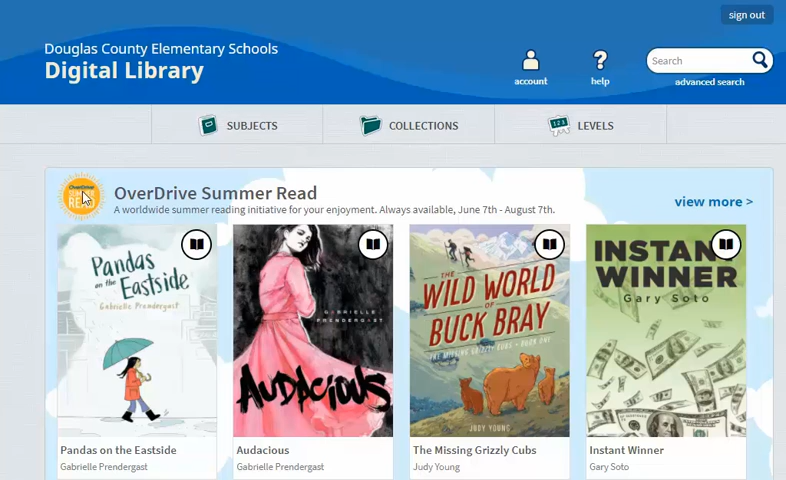 sign out
Douglas County Elementary Schools
Digital Library
account
help
Search
advanced search
SUBJECTS
COLLECTIONS
LEVELS
OverDrive
READ
OverDrive Summer Read
A worldwide summer reading initiative for your enjoyment. Always available, June 7th - August 7th.
view more >
Pandas
on the Eastside
Gabrielle Prendergast
GABRIELLE
PRENDERGAST
AUDACIOUS
THE
WILD WORLD
OF
BUCK BRAY
THE MISSING GRIZZLY CUBS • BOOK ONE
JUDY YOUNG
INSTANT
WINNER
Gary Soto
Pandas on the Eastside
Gabrielle Prendergast
Audacious
Gabrielle Prendergast
The Missing Grizzly Cubs
Judy Young
Instant Winner
Gary Soto